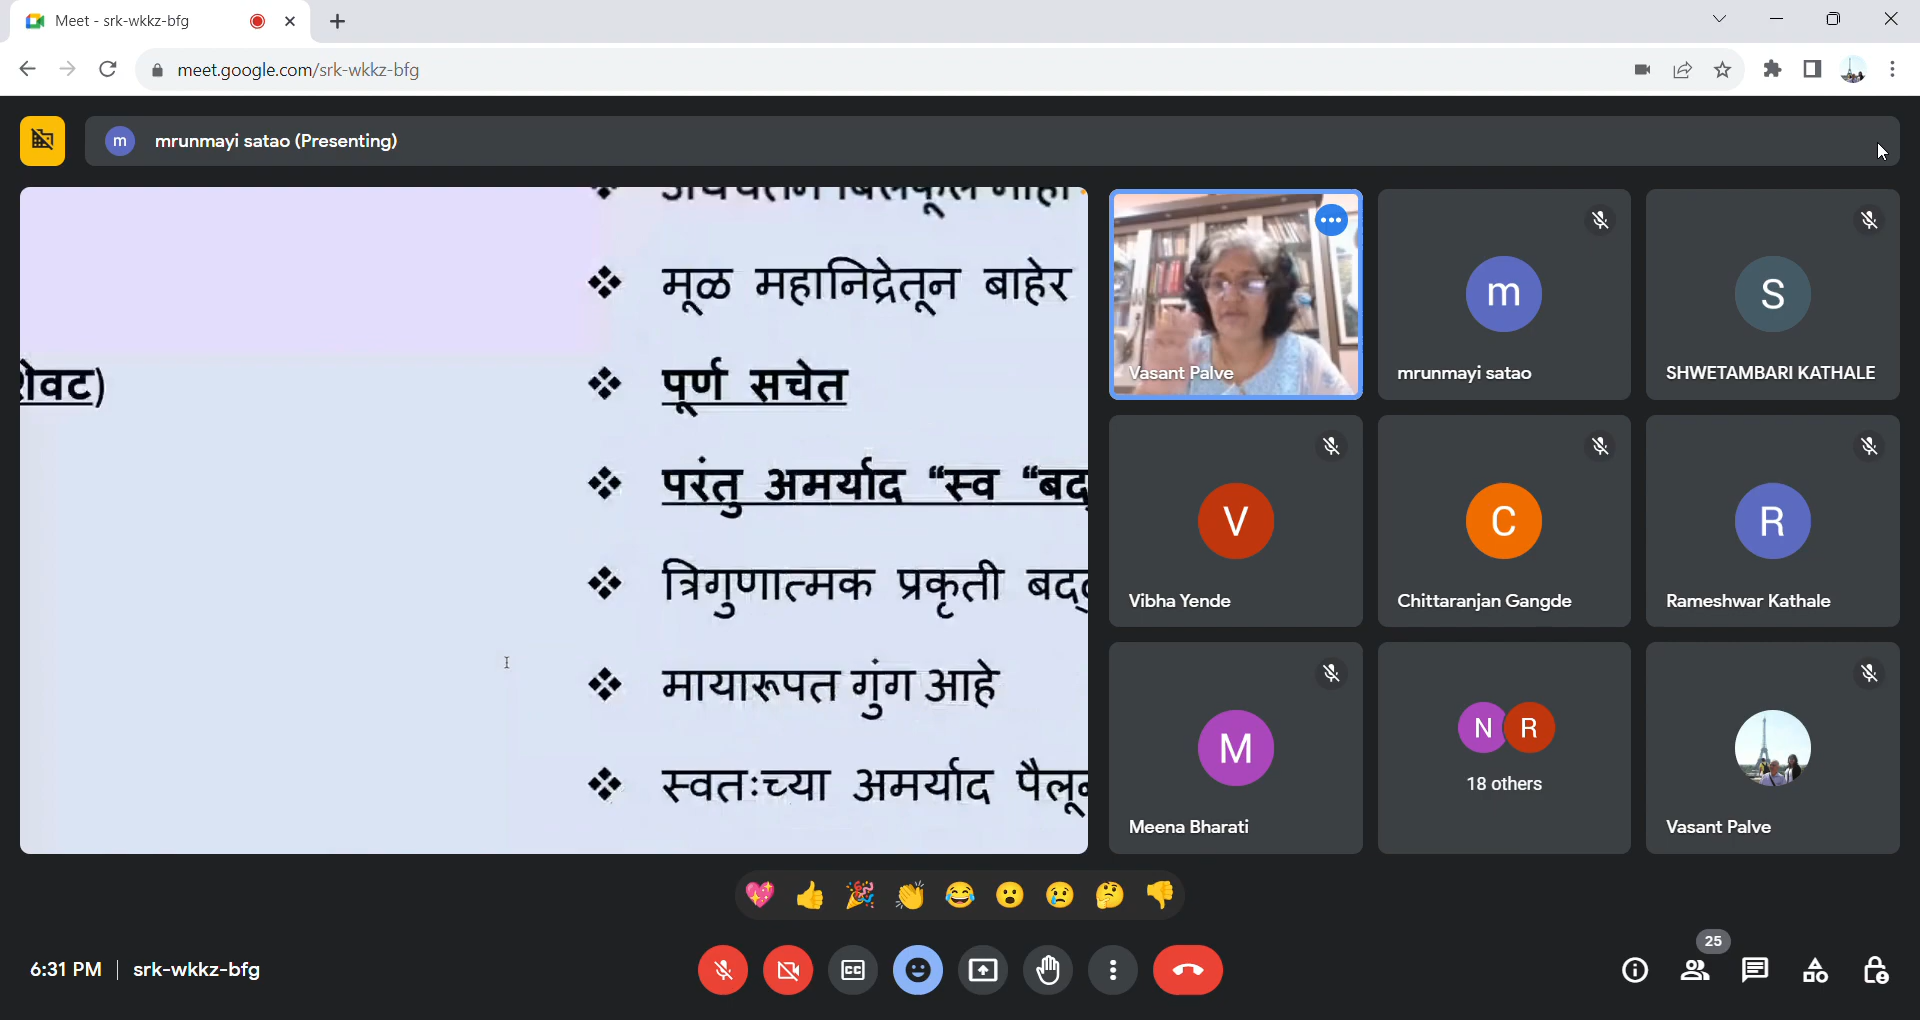 Meet - srk-wkkz-bfg
meet.google.com/srk-wkkz-bfg
m mrunmayi satao (Presenting)
मूळ महानिद्रेतून बाहेर
शेवट)
पूर्ण सचेत
परंतु अमर्याद “स्व “बद
त्रिगुणात्मक प्रकृती
मायारूपत गुंग आहे
स्वतःच्या अमर्याद
Vasant Palve
m
mrunmayi satao
S
SHWETAMBARI KATHALE
V
Vibha Yende
C
Chittaranjan Gangde
R
Rameshwar Kathale
M
Meena Bharati
N R
18 others
Vasant Palve
6:31 PM srk-wkkz-bfg
CC
25